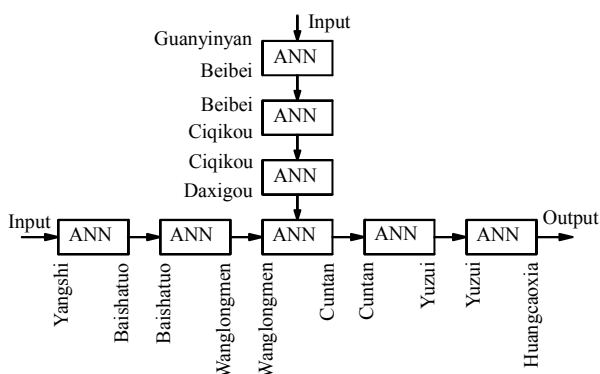 Input
Guanyinyan
ANN
Beibei
Beibei
ANN
Ciqikou
Ciqikou
ANN
Daxigou
Input
ANN
ANN
ANN
ANN
ANN
Output
Yangshi
Baishatuo
Baishatuo
Wanglongmen
Wanglongmen
Cuntan
Cuntan
Yuzui
Yuzui
Huangcaoxia